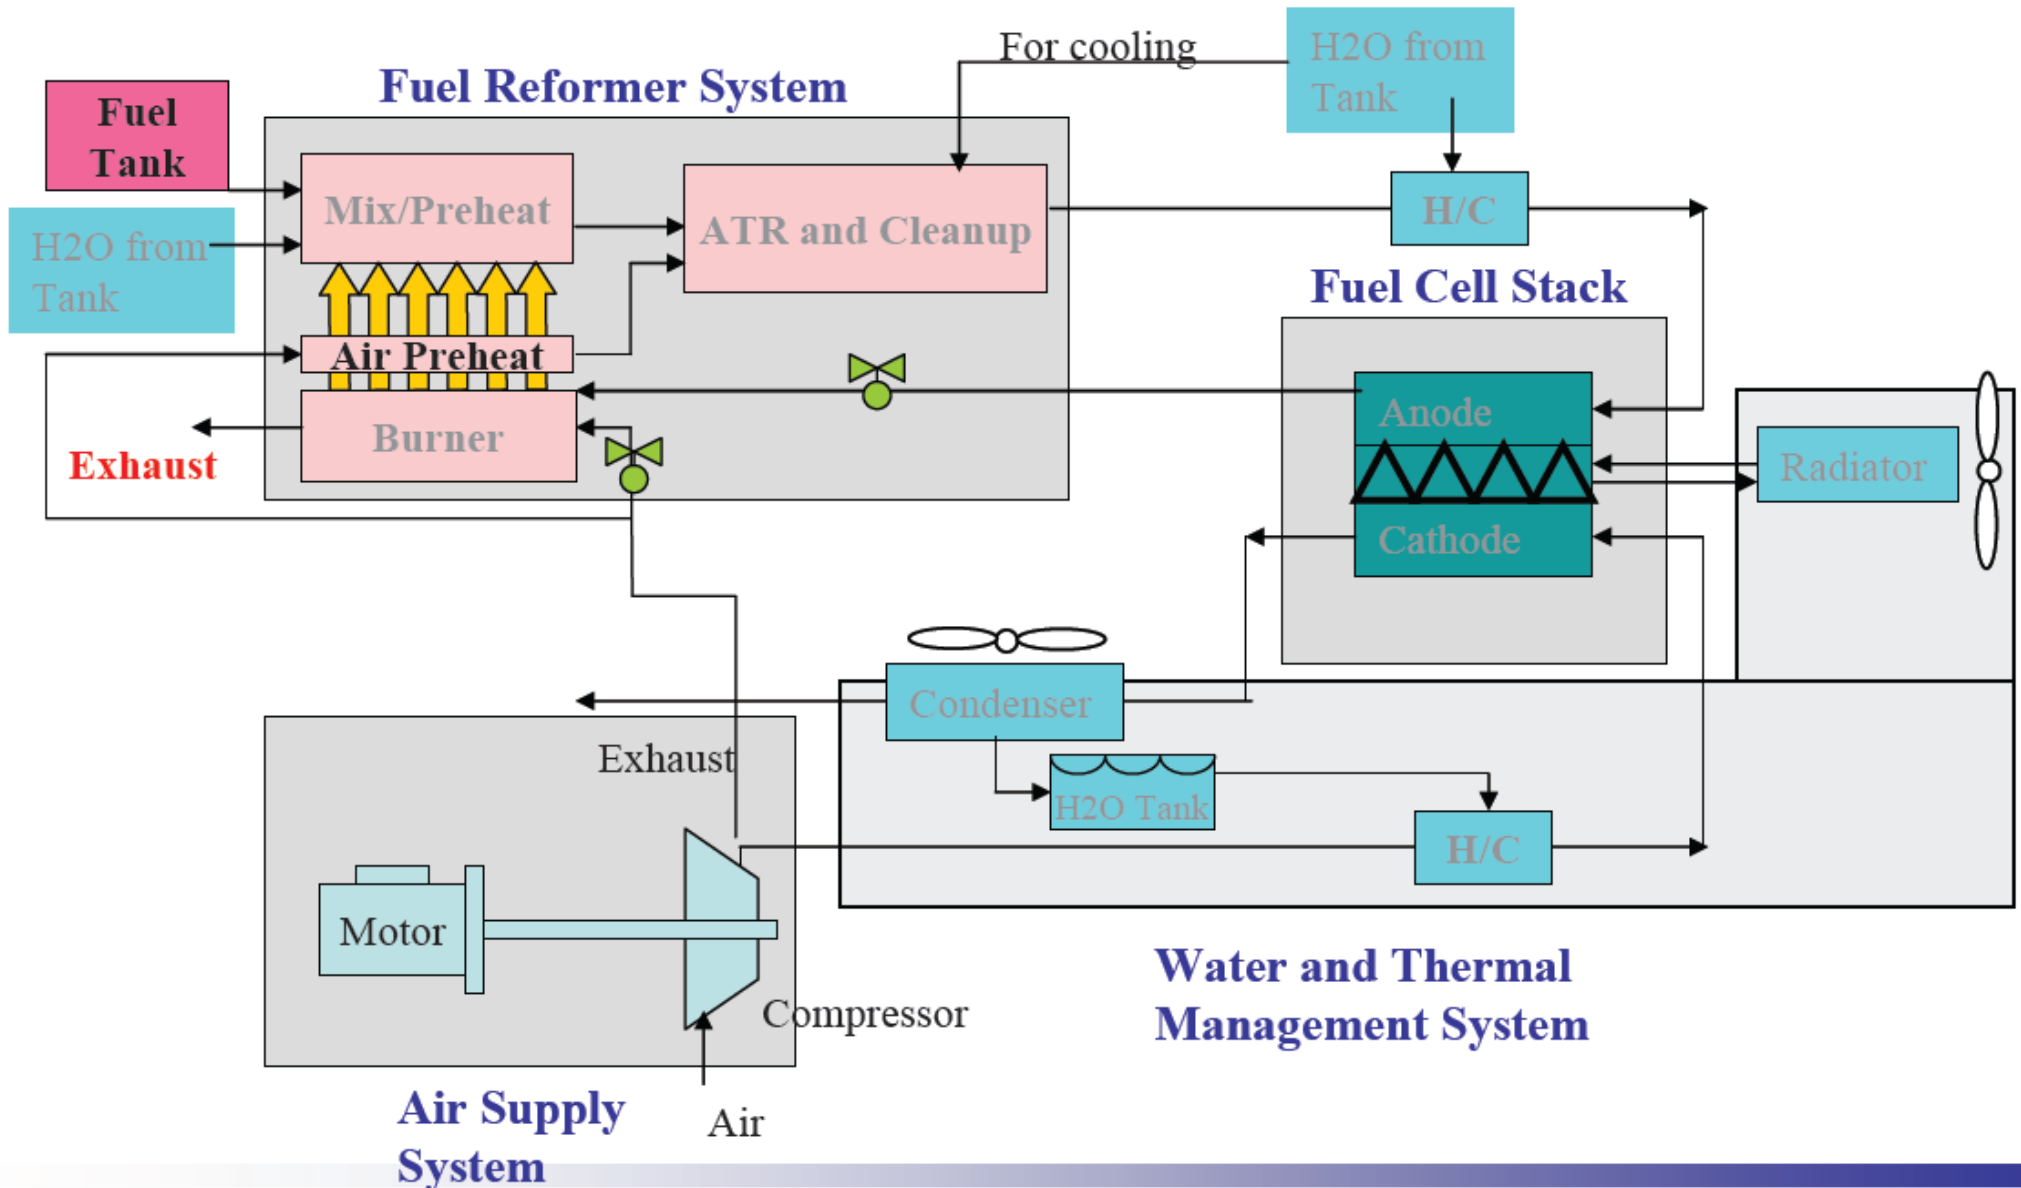 For cooling
H2O from
Tank
Fuel Reformer System
Fuel
Tank
Mix/Preheat
ATR and Cleanup
H/C
H2O from
Tank
Fuel Cell Stack
Air Preheat
Anode
Burner
Exhaust
Radiator
Cathode
Condenser
Exhaust
H2O Tank
H/C
Motor
Water and Thermal
Management System
Compressor
Air Supply
System
Air